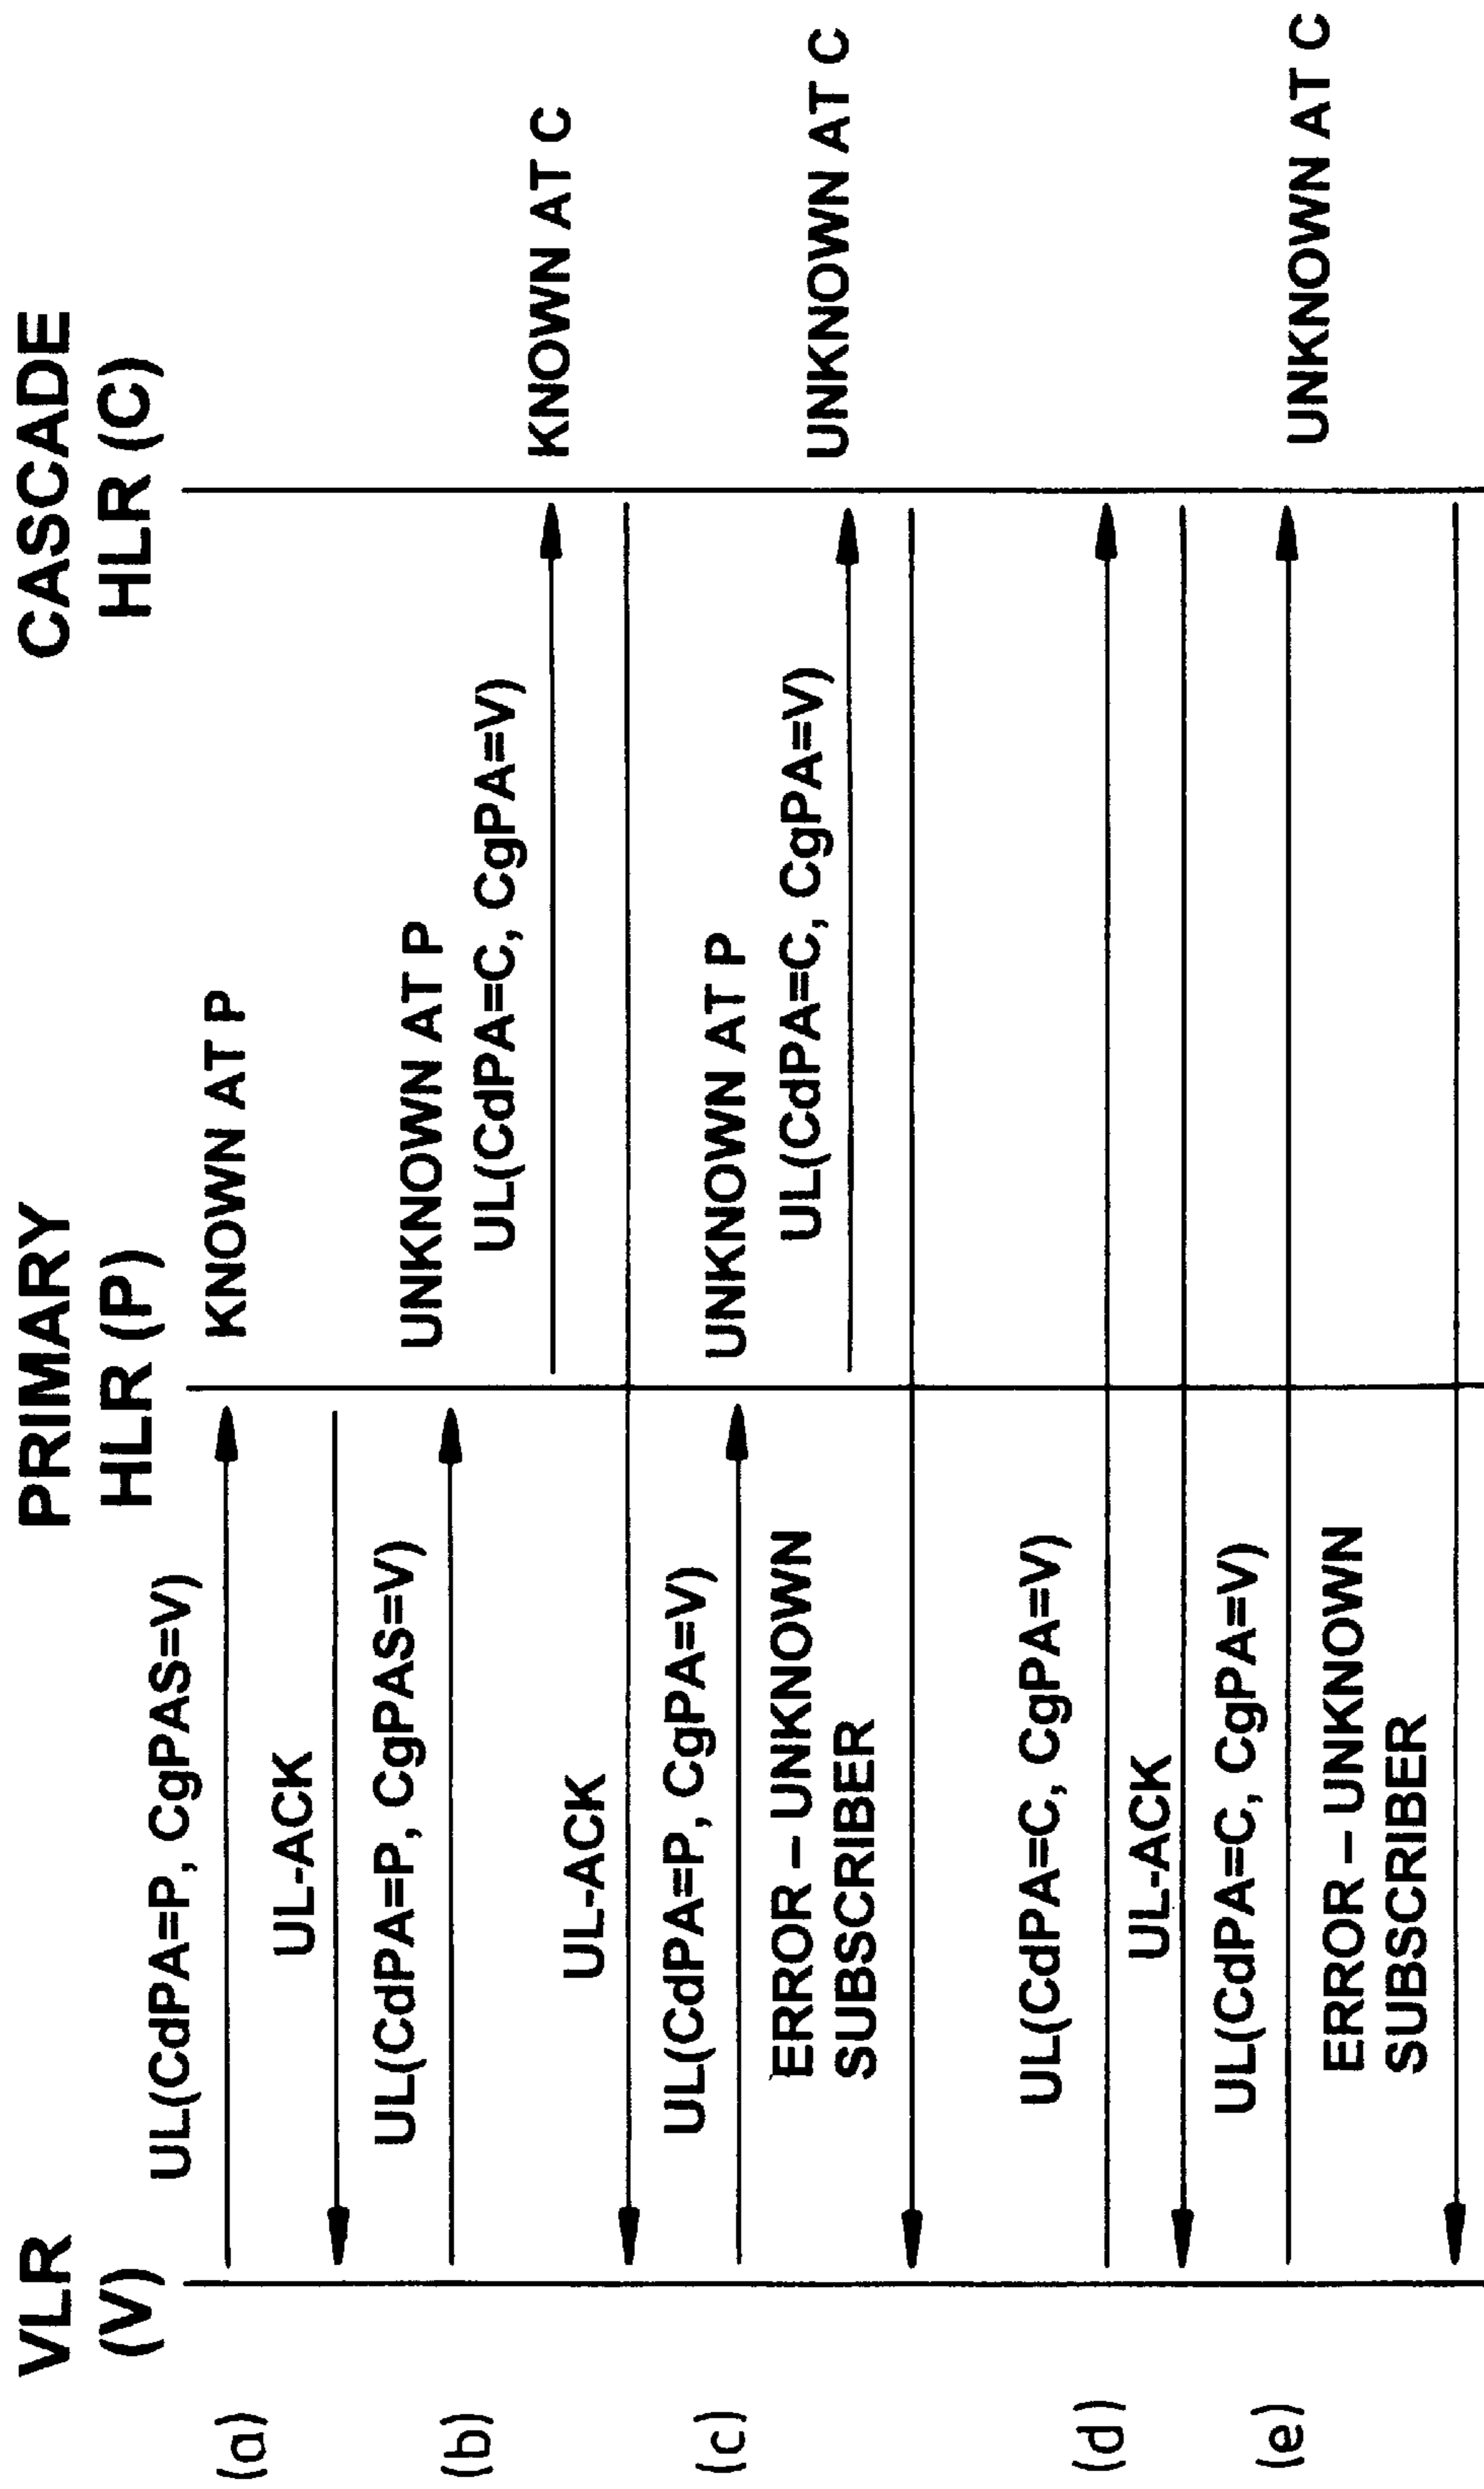 VLR
(V)
PRIMARY
HLR (P)
CASCADE
HLR (C)
(a)
UL(CdPA=P, CgPAS=V)
KNOWN AT P
UL-ACK
(b)
UL(CdPA=P, CgPAS=V)
UNKNOWN AT P
UL(CdPA=C, CgPA=V)
KNOWN AT C
UL-ACK
(c)
UL(CdPA=P, CgPA=V)
UNKNOWN AT P
UL(CdPA=C, CgPA=V)
UNKNOWN AT C
ERROR – UNKNOWN
SUBSCRIBER
(d)
UL(CdPA=C, CgPA=V)
UL-ACK
(e)
UL(CdPA=C, CgPA=V)
UNKNOWN AT C
ERROR – UNKNOWN
SUBSCRIBER